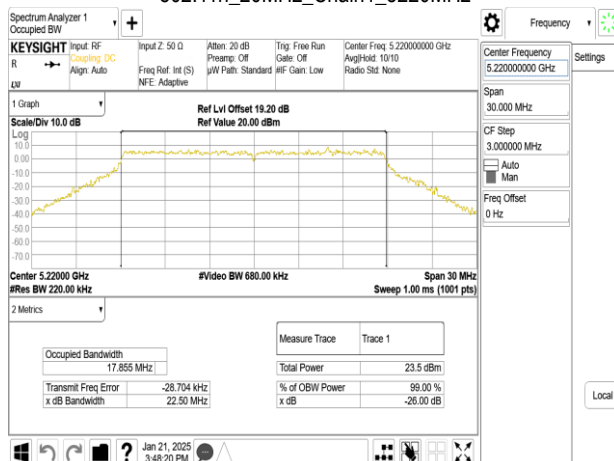 Spectrum Analyzer 1
Occupied BW
Frequency
KEYSIGHT
Input: RF
Coupling: DC
Align: Auto
Input Z: 50 Ω
Freq Ref: Int (S)
NFE: Adaptive
Atten: 20 dB
Preamp: Off
µW Path: Standard
Trig: Free Run
Gate: Off
#IF Gain: Low
Center Freq: 5.220000000 GHz
Avg|Hold: 10/10
Radio Std: None
R
LXI
Center Frequency
5.220000000 GHz
Settings
Span
30.000 MHz
CF Step
3.000000 MHz
Auto
Man
Freq Offset
0 Hz
Local
1 Graph
Scale/Div 10.0 dB
Ref Lvl Offset 19.20 dB
Ref Value 20.00 dBm
Log
10.0
0.00
-10.0
-20.0
-30.0
-40.0
-50.0
-60.0
-70.0
Center 5.22000 GHz
#Res BW 220.00 kHz
#Video BW 680.00 kHz
Span 30 MHz
Sweep 1.00 ms (1001 pts)
2 Metrics
Measure Trace
Trace 1
Occupied Bandwidth
17.855 MHz
Total Power
23.5 dBm
Transmit Freq Error
-28.704 kHz
% of OBW Power
99.00 %
x dB Bandwidth
22.50 MHz
x dB
-26.00 dB
?
Jan 21, 2025
3:48:20 PM